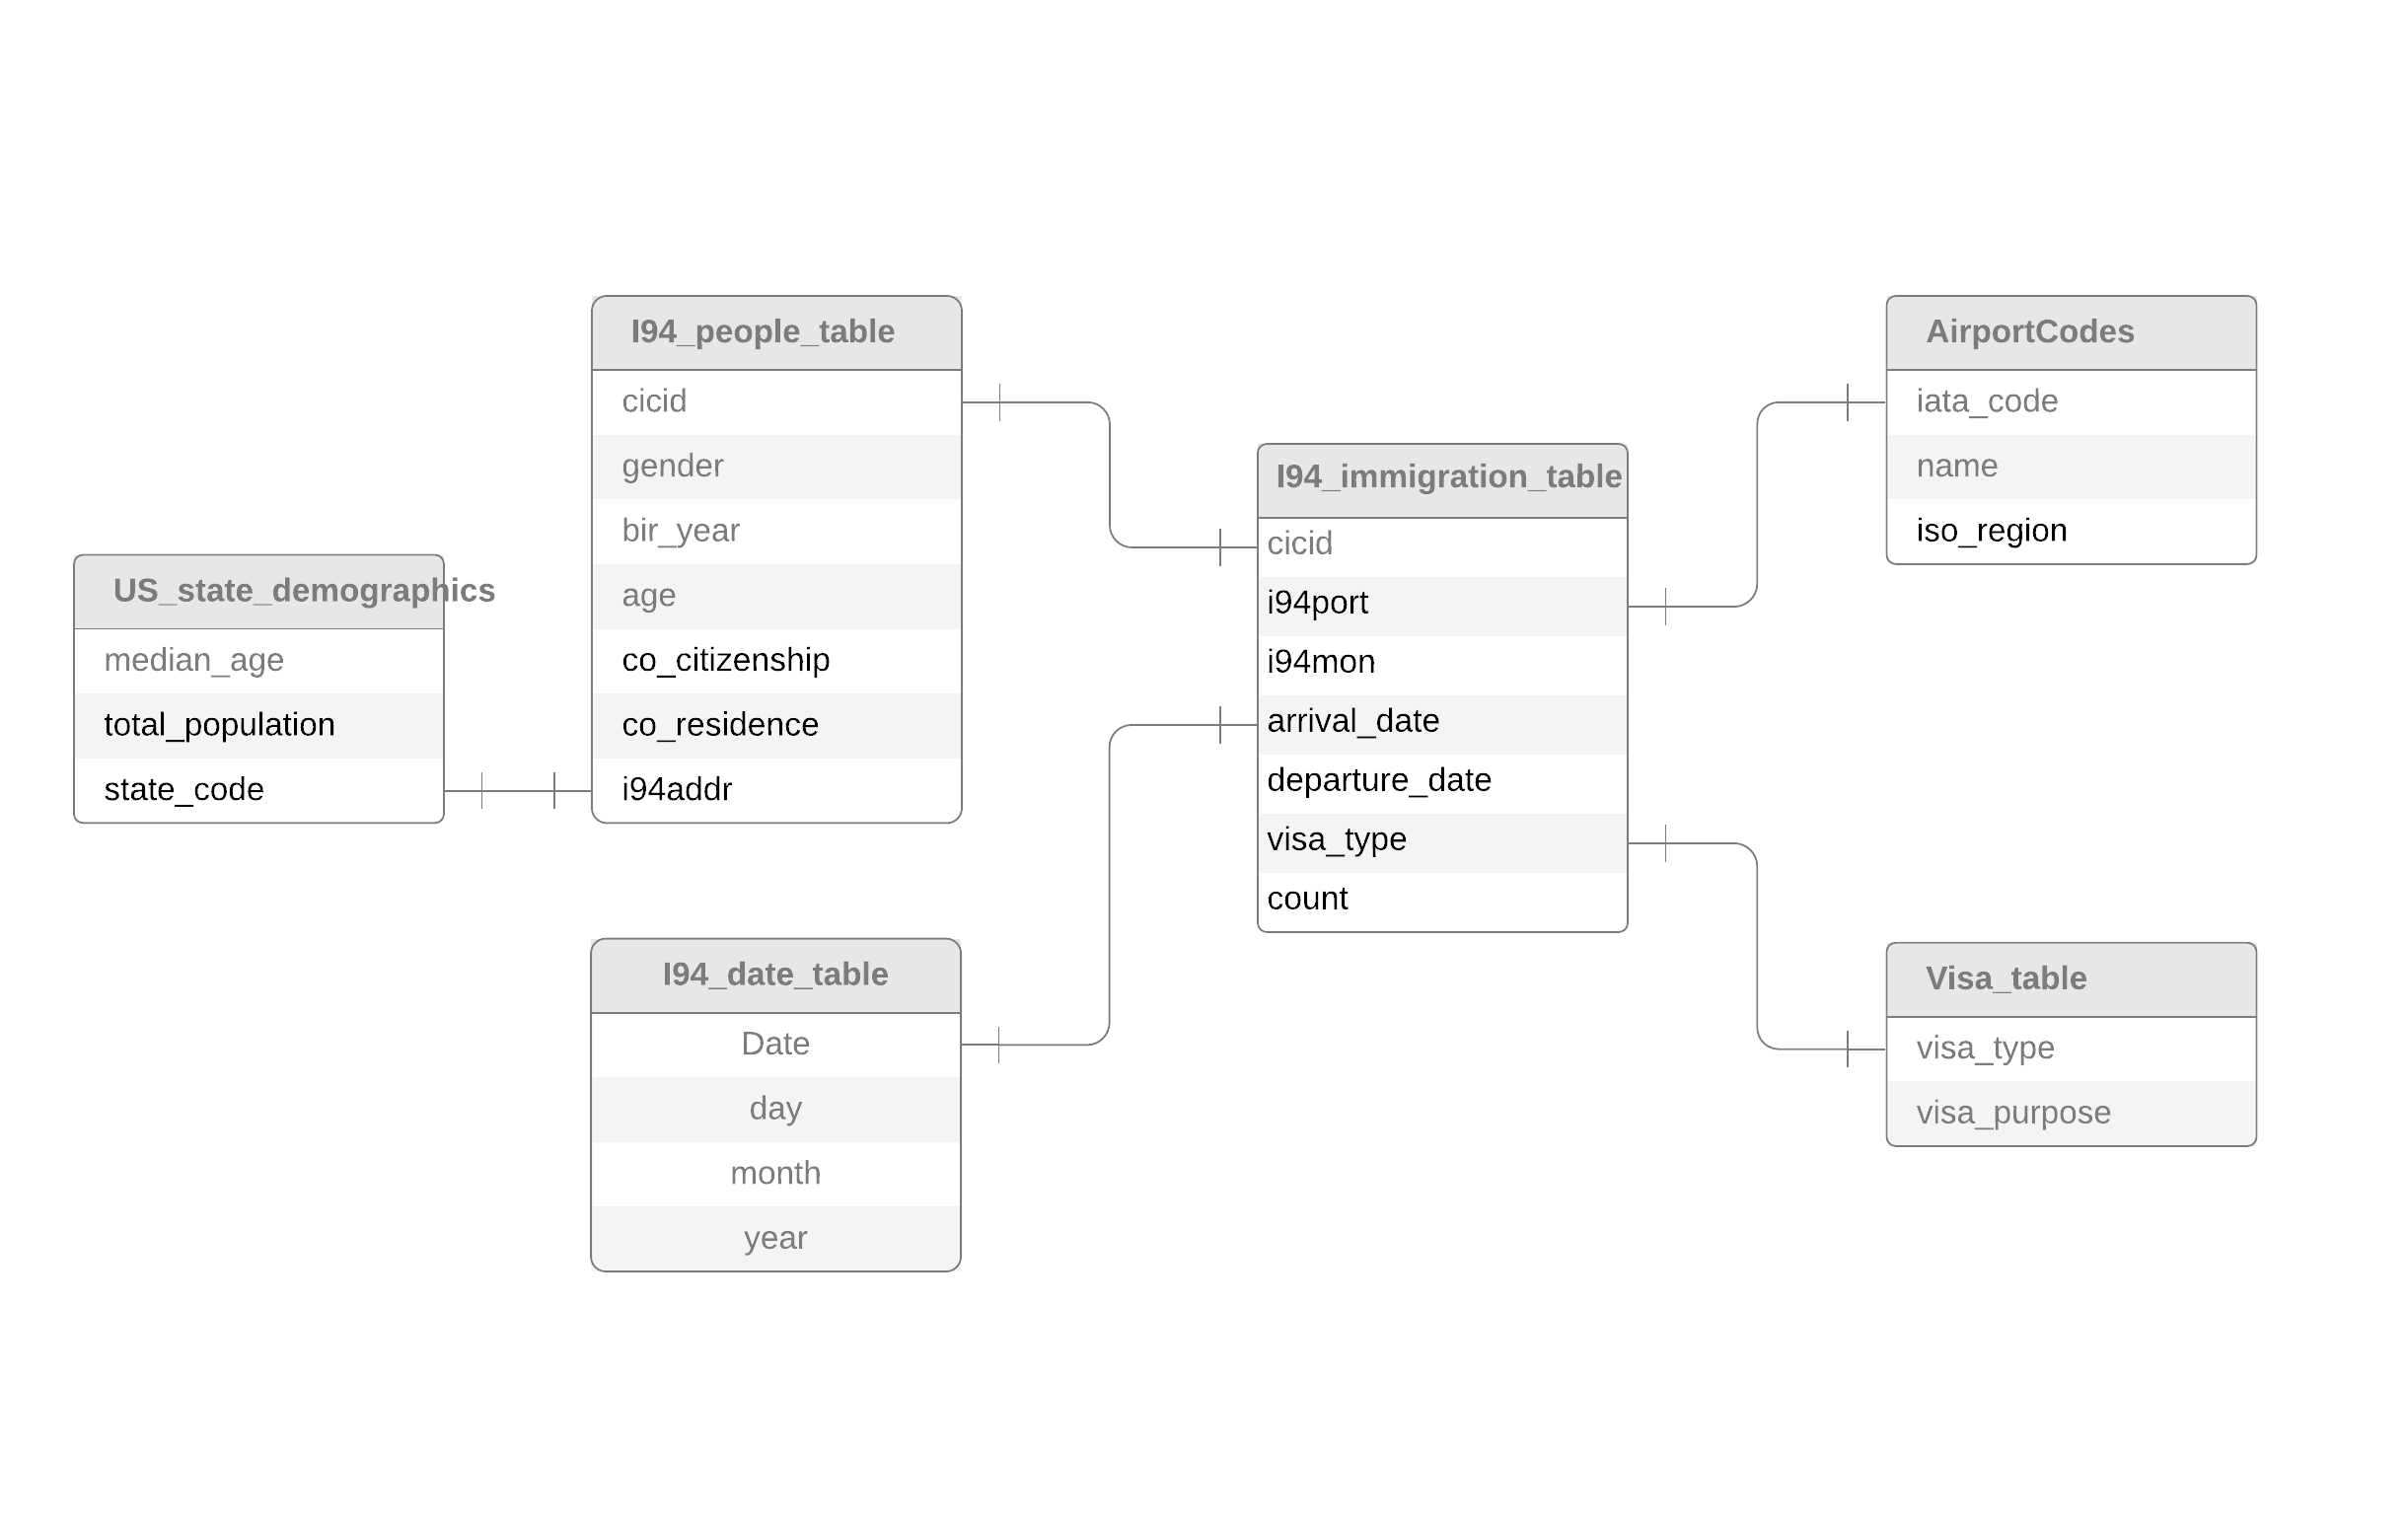 US_state_demographics
median_age
total_population
state_code
I94_people_table
cicid
gender
bir_year
age
co_citizenship
co_residence
i94addr
I94_date_table
Date
day
month
year
I94_immigration_table
cicid
i94port
i94mon
arrival_date
departure_date
visa_type
count
AirportCodes
iata_code
name
iso_region
Visa_table
visa_type
visa_purpose